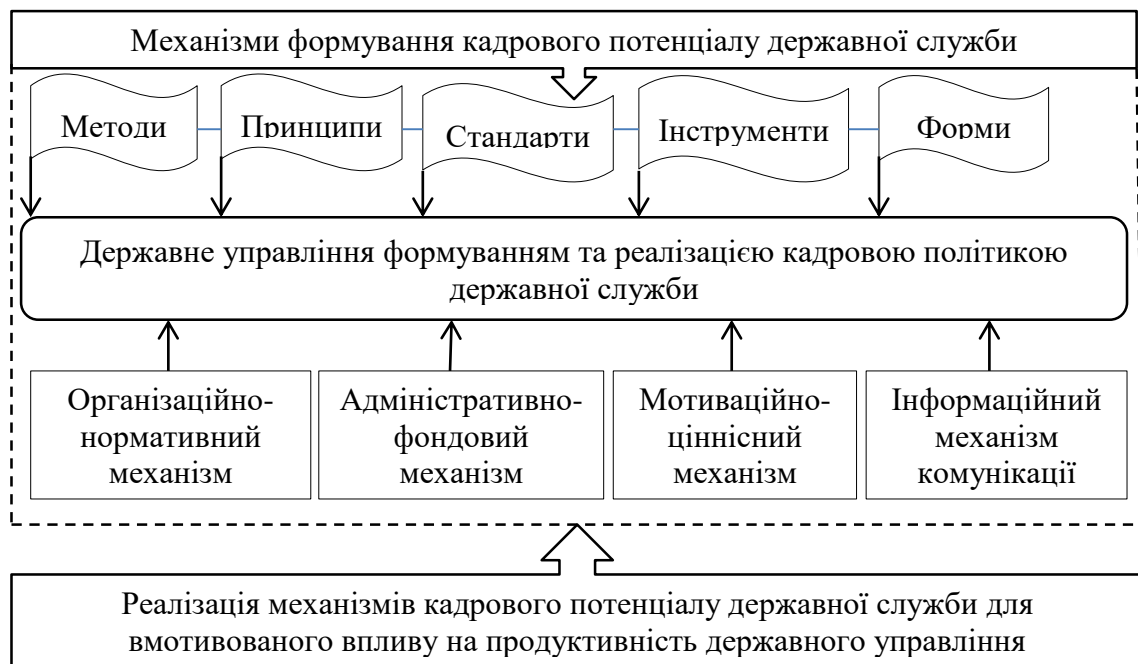 Механізми формування кадрового потенціалу державної служби
Методи
Принципи
Стандарти
Інструменти
Форми
Державне управління формуванням та реалізацією кадровою політикою
державної служби
Організаційно-
нормативний
механізм
Адміністративно-
фондовий
механізм
Мотиваційно-
ціннісний
механізм
Інформаційний
механізм
комунікації
Реалізація механізмів кадрового потенціалу державної служби для
вмотивованого впливу на продуктивність державного управління